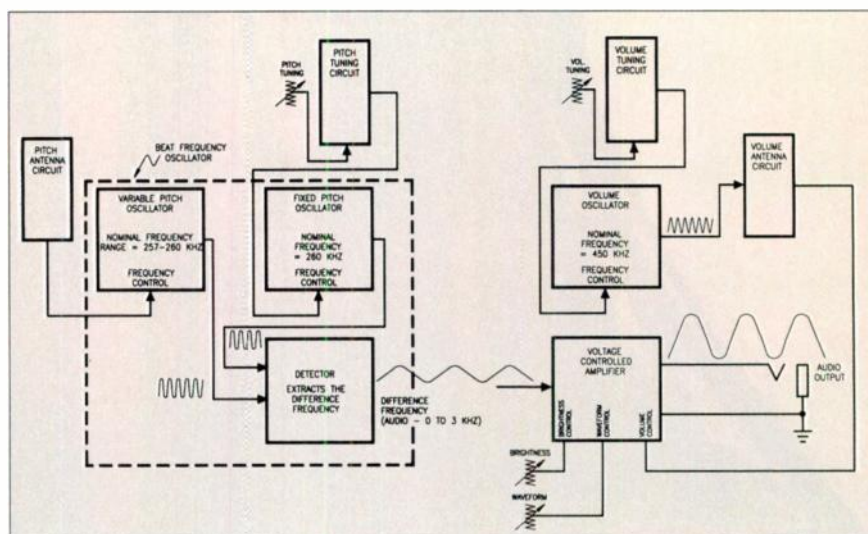 PITCH
ANTENNA
CIRCUIT
BEAT FREQUENCY
OSCILLATOR
PITCH
TUNING
PITCH
TUNING
CIRCUIT
VARIABLE PITCH
OSCILLATOR
NOMINAL FREQUENCY
RANGE = 257-260 KHZ
FREQUENCY
CONTROL
FIXED PITCH
OSCILLATOR
NOMINAL
FREQUENCY
= 260 KHZ
FREQUENCY
CONTROL
DETECTOR
EXTRACTS THE
DIFFERENCE
FREQUENCY
DIFFERENCE
FREQUENCY
(AUDIO - 0 TO 3 KHZ)
VOL.
TUNING
VOLUME
TUNING
CIRCUIT
VOLUME
OSCILLATOR
NOMINAL
FREQUENCY
= 450 KHZ
FREQUENCY
CONTROL
VOLUME
ANTENNA
CIRCUIT
VOLTAGE
CONTROLLED
AMPLIFIER
BRIGHTNESS
CONTROL
WAVEFORM
CONTROL
VOLUME
CONTROL
AUDIO
OUTPUT
BRIGHTNESS
WAVEFORM